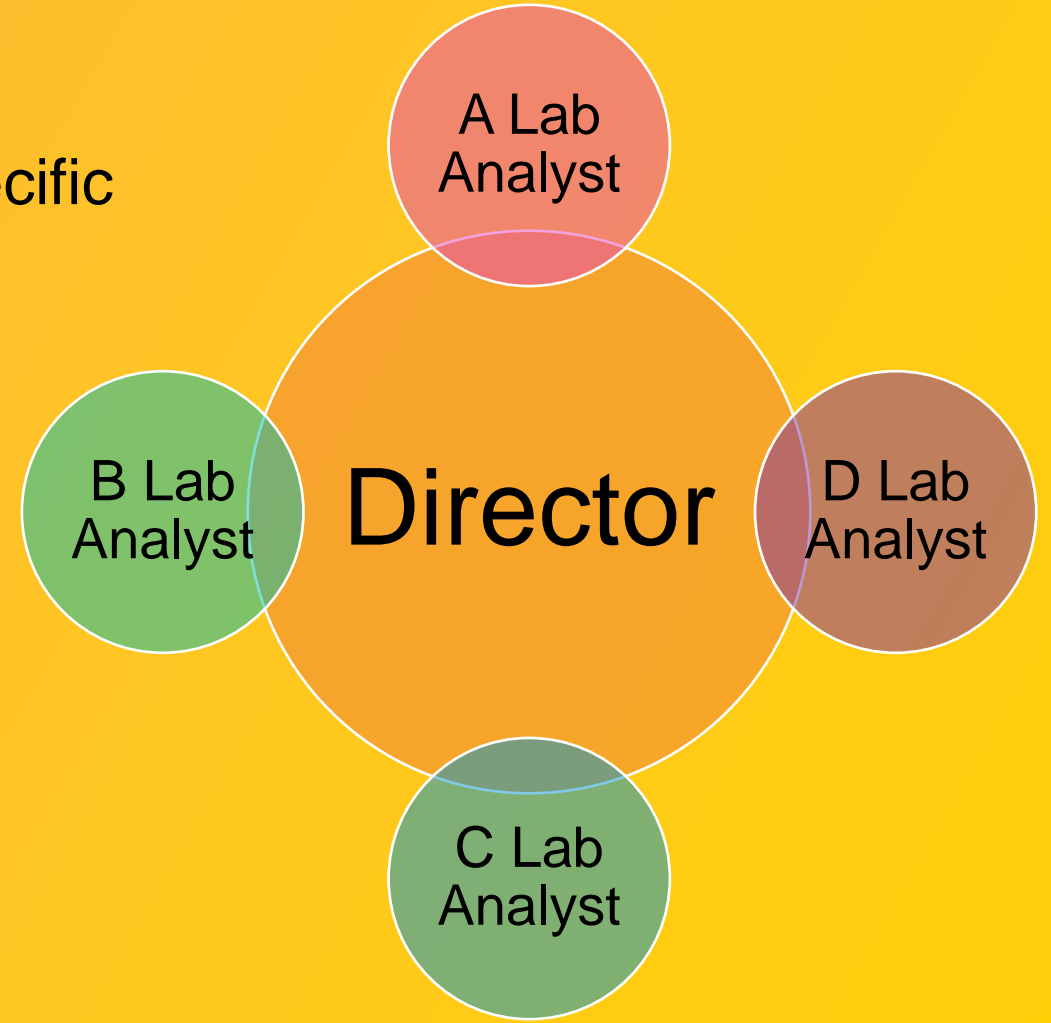 A Lab
Analyst
cific
B Lab
Analyst
Director
D Lab
Analyst
C Lab
Analyst